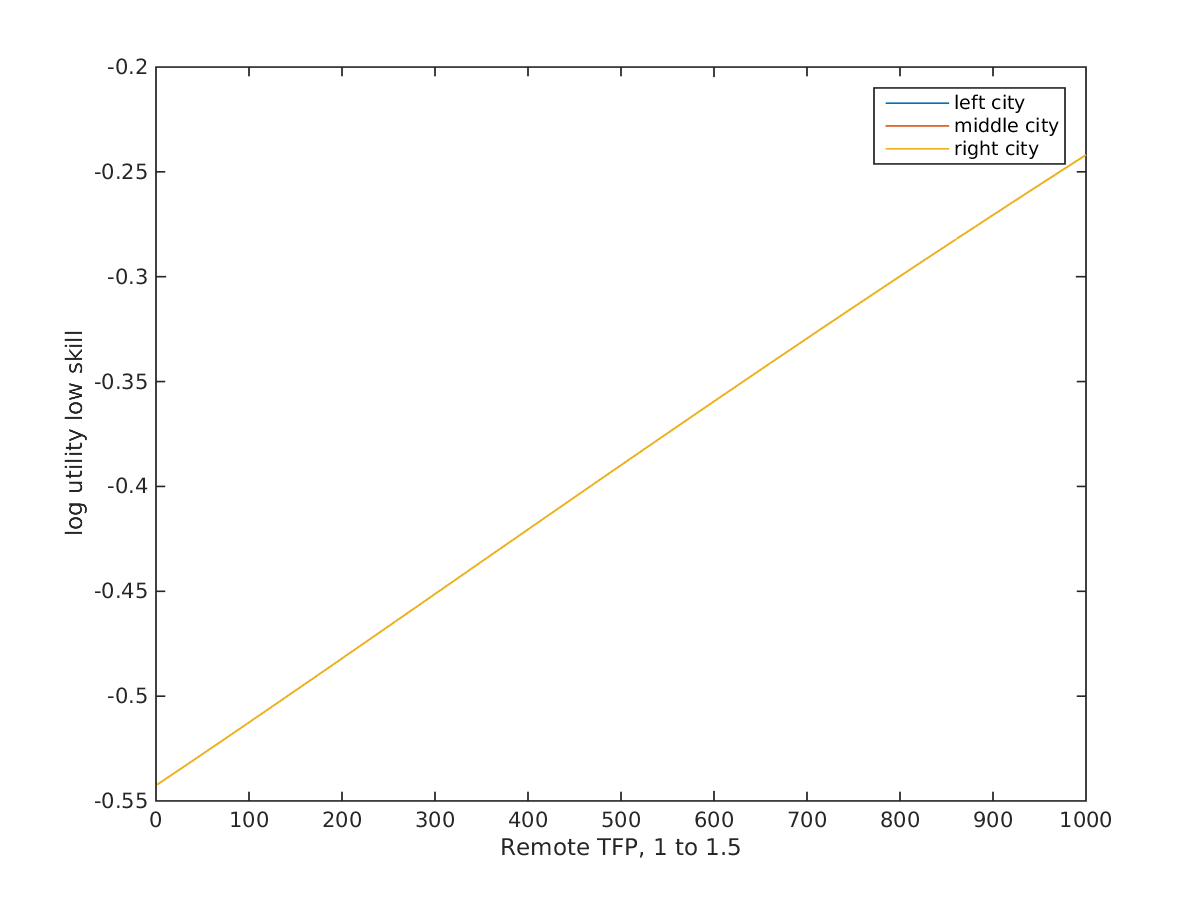 -0.2
-0.25
-0.3
-0.35
-0.4
-0.45
-0.5
-0.55
log utility low skill
left city
middle city
right city
0 100 200 300 400 500 600 700 800 900 1000
Remote TFP, 1 to 1.5